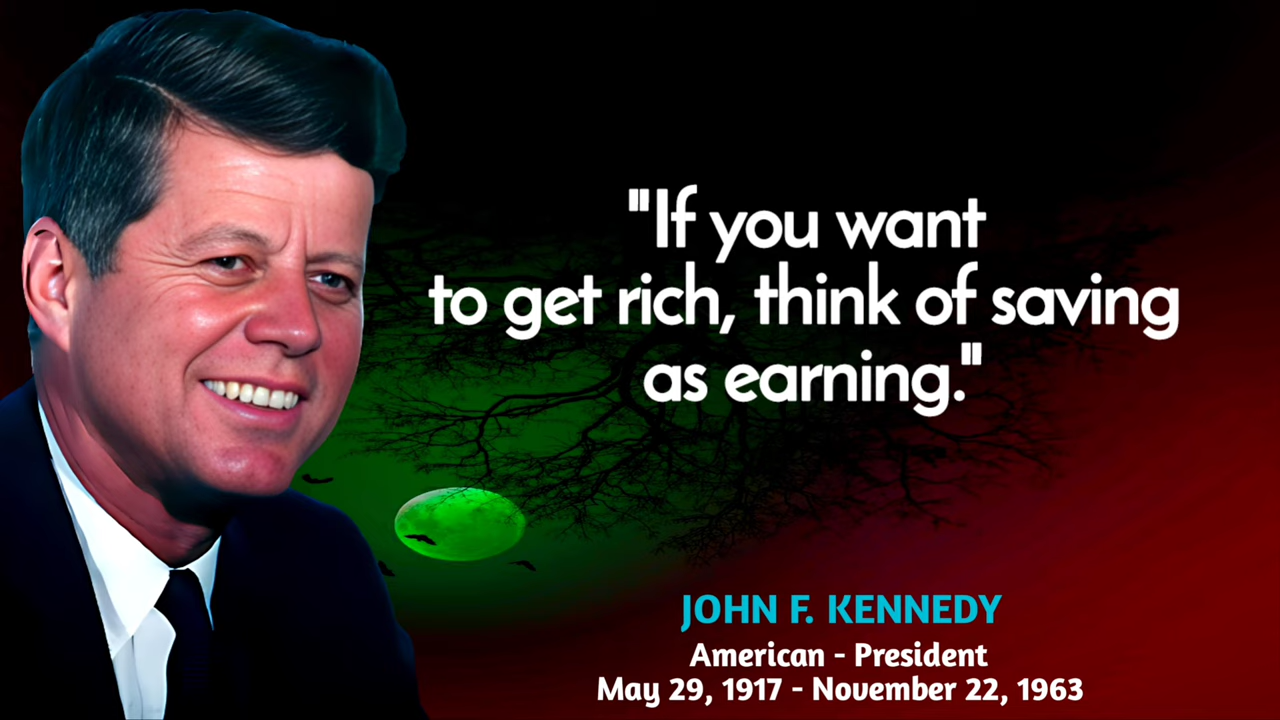 "If you want
to get rich, think of saving
as earning."
JOHN F. KENNEDY
American - President
May 29, 1917 - November 22, 1963